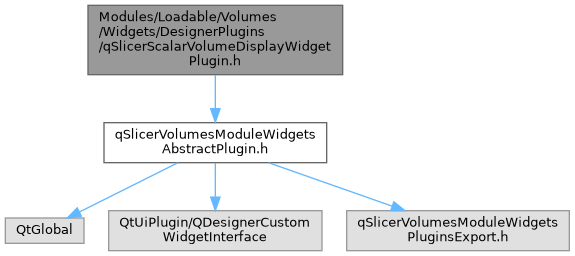 Modules/Loadable/Volumes
/Widgets/DesignerPlugins
/qSlicerScalarVolumeDisplayWidget
Plugin.h
qSlicerVolumesModuleWidgets
AbstractPlugin.h
QtGlobal
QtUiPlugin/QDesignerCustom
WidgetInterface
qSlicerVolumesModuleWidgets
PluginsExport.h